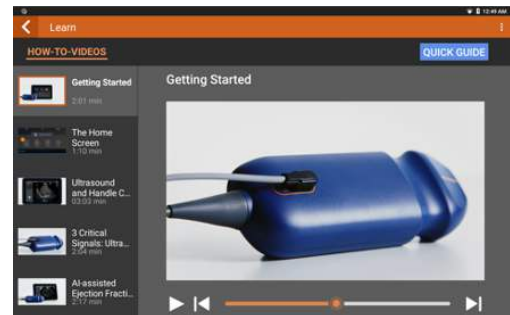 12:49 AM
Learn
HOW-TO-VIDEOS
QUICK GUIDE
Getting Started
2:01 min
Getting Started
The Home
Screen
1:10 min
Ultrasound
and Handle C...
03:03 min
3 Critical
Signals: Ultra...
2:04 min
AI-assisted
Ejection Fracti...
2:17 min